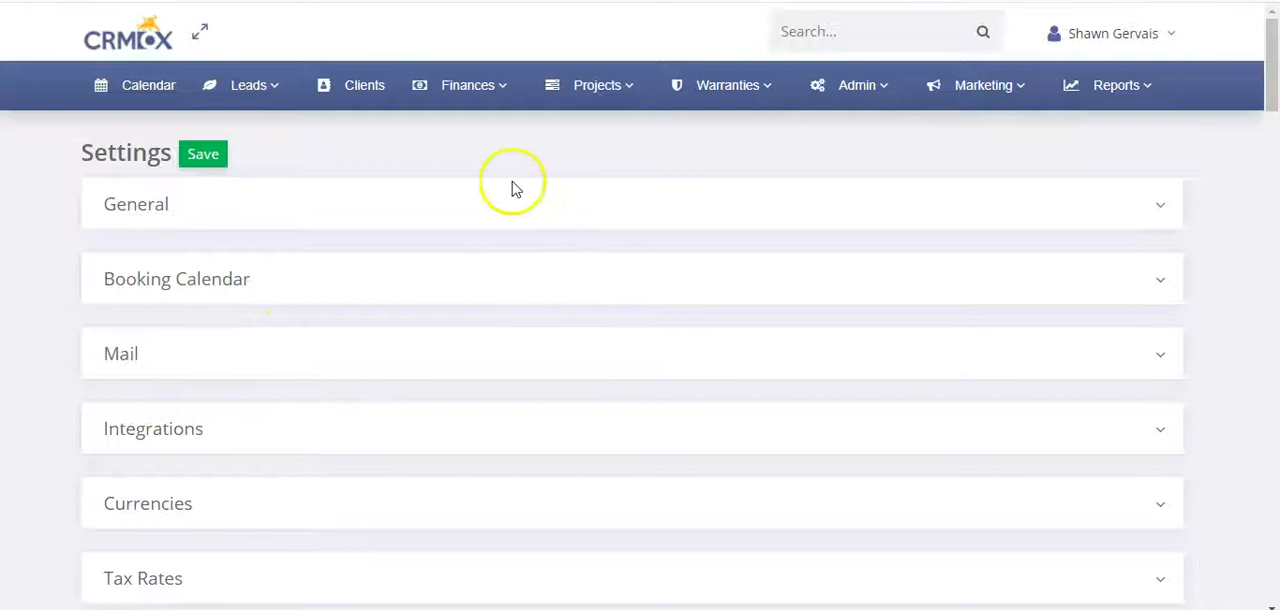 CRMDX
Search...
Shawn Gervais
Calendar Leads Clients Finances Projects Warranties Admin Marketing Reports
Settings Save
General
Booking Calendar
Mail
Integrations
Currencies
Tax Rates